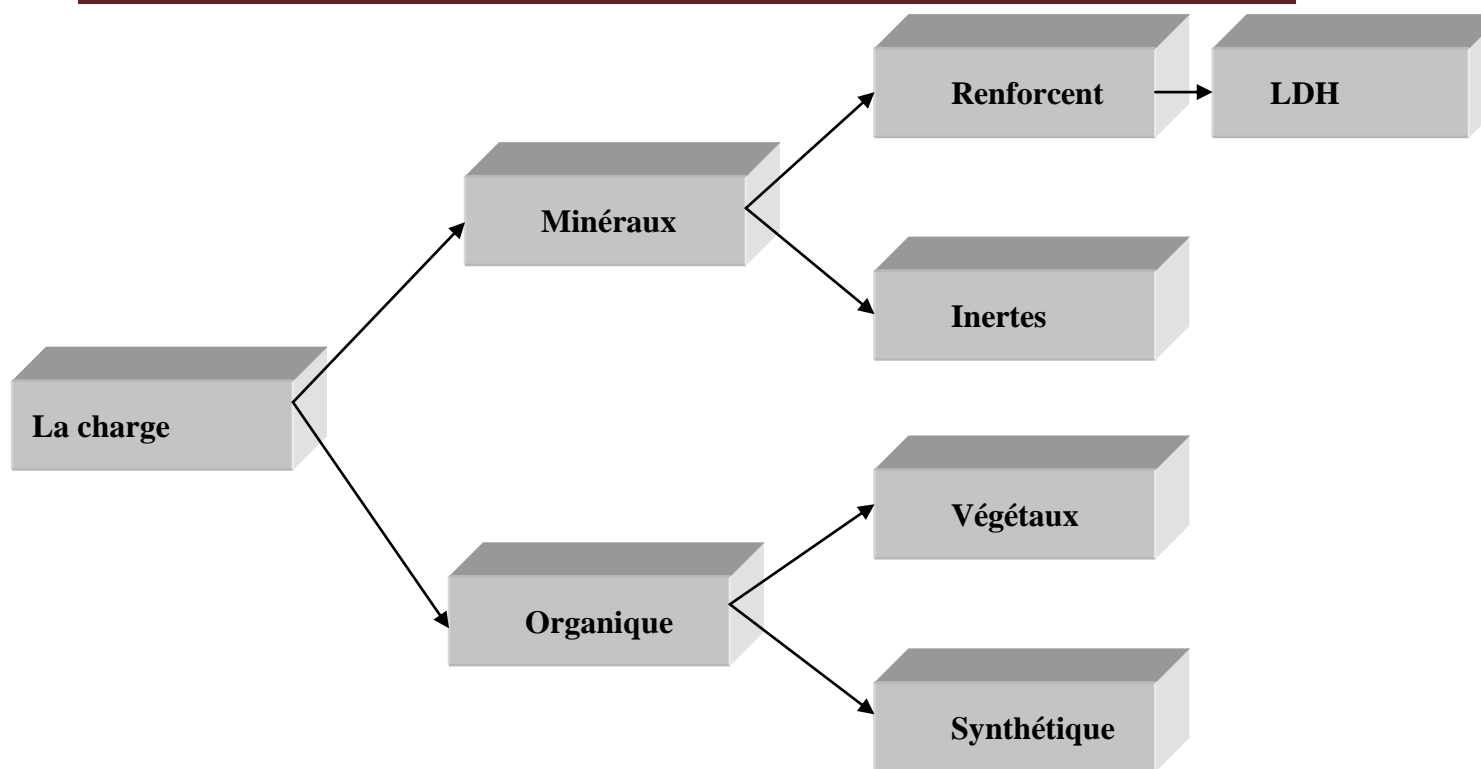 Renforcent
LDH
Minéraux
Inertes
La charge
Végétaux
Organique
Synthétique